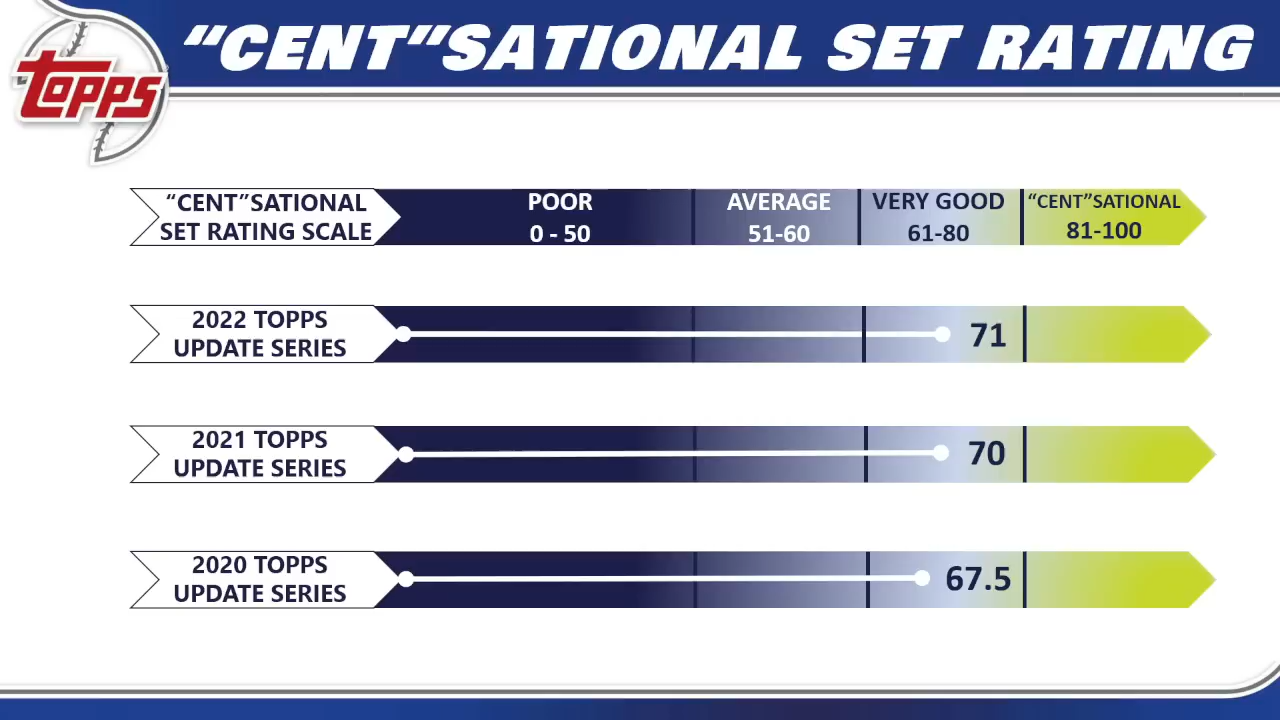 “CENT”SATIONAL SET RATING
TOPPS
“CENT”SATIONAL
SET RATING SCALE
POOR
0 - 50
AVERAGE
51-60
VERY GOOD
61-80
“CENT”SATIONAL
81-100
2022 TOPPS
UPDATE SERIES
71
2021 TOPPS
UPDATE SERIES
70
2020 TOPPS
UPDATE SERIES
67.5